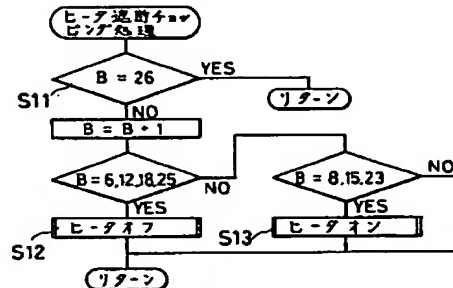 ヒータ遮断チョッ
ピング処理
B = 26
YES
S11
NO
リターン
B = B + 1
B=6,12,18,25
NO
B = 8,15,23
NO
YES
YES
S12
ヒータオフ
S13
ヒータオン
リターン